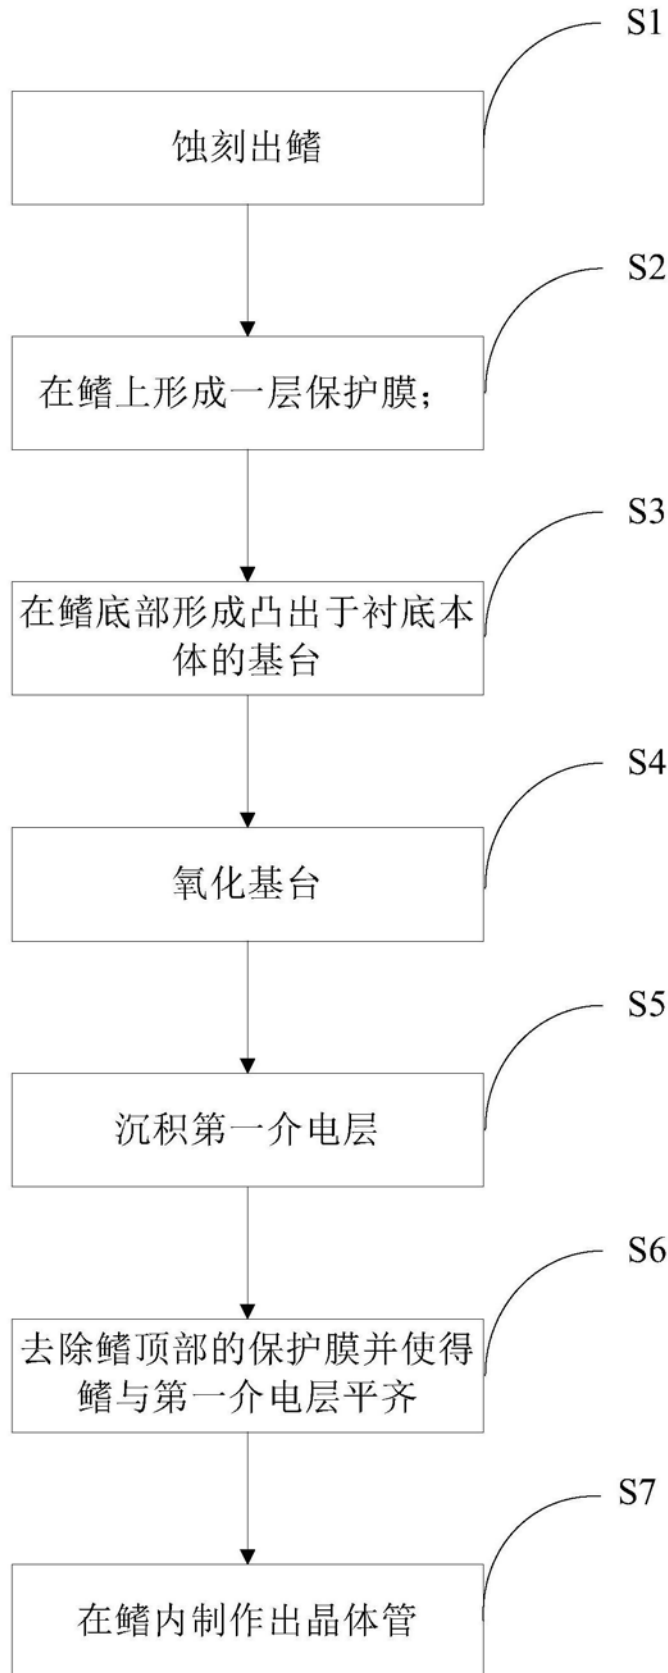 S1
蚀刻出鳍
S2
在鳍上形成一层保护膜；
S3
在鳍底部形成凸出于衬底本
体的基台
S4
氧化基台
S5
沉积第一介电层
S6
去除鳍顶部的保护膜并使得
鳍与第一介电层平齐
S7
在鳍内制作出晶体管